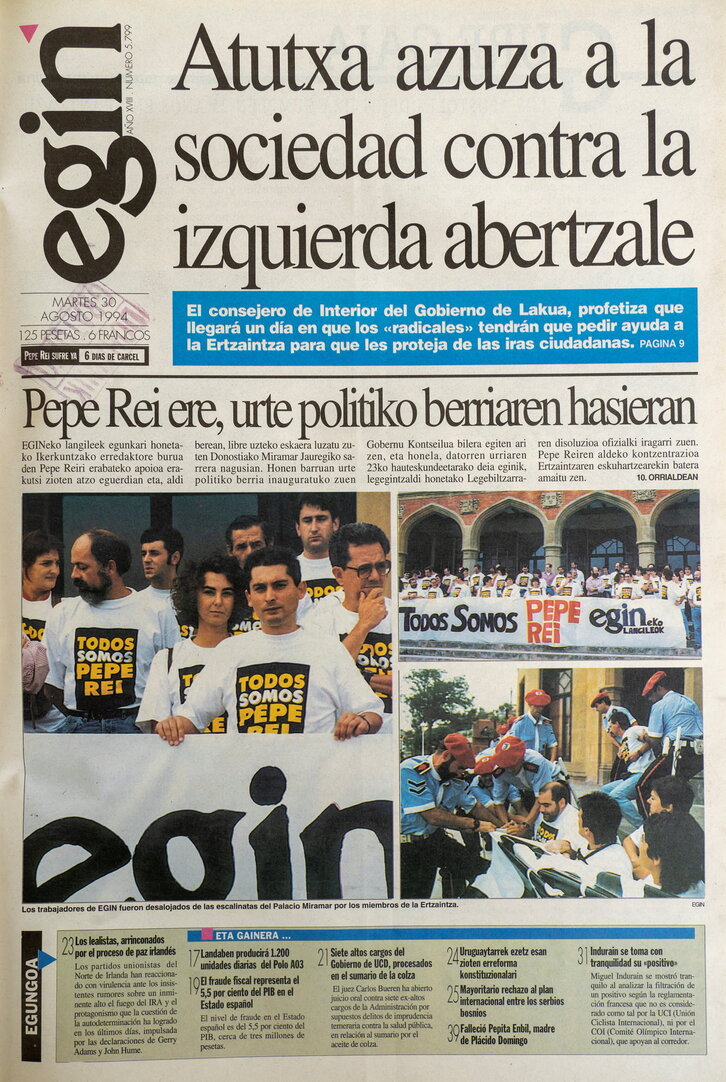 egin
AÑO XVIII . NUMERO 5.799
MARTES 30
AGOSTO 1994
125 PESETAS . 6 FRANCOS
PEPE REI SUFRE YA 6 DIAS DE CARCEL
Atutxa azuza a la
sociedad contra la
izquierda abertzale
El consejero de Interior del Gobierno de Lakua, profetiza que
llegará un día en que los «radicales» tendrán que pedir ayuda a
la Ertzaintza para que les proteja de las iras ciudadanas. PAGINA 9
Pepe Rei ere, urte politiko berriaren hasieran
EGINeko langileek egunkari honetako
Ikerkuntzako erredaktore burua
den Pepe Reiri erabateko apoioa erakutsi
zioten atzo eguerdian eta, aldi
berean, libre uzteko eskaera luzatu zuten
Donostiako Miramar Jauregiko sarrera
nagusian. Honen barruan urte
politiko berria inauguratuko zuen
Gobernu Kontseilua bilera egiten ari
zen, eta honela, datorren urriaren
23ko hauteskundeetarako deia eginik,
legegintzaldi honetako Legebiltzarraren
disoluzioa ofizialki iragarri zuen.
Pepe Reiren aldeko kontzentrazioa
Ertzaintzaren eskuhartzearekin batera
amaitu zen. 10. ORRIALDEAN
TODOS
SOMOS
PEPE
REI
TODOS
SOMOS
PEPE
REI
egin
TODOS SOMOS PEPE REI egineko LANGILEOK
Los trabajadores de EGIN fueron desalojados de las escalinatas del Palacio Miramar por los miembros de la Ertzaintza.
EGIN
EGUNGOA
23 Los lealistas, arrinconados
por el proceso de paz irlandés
Los partidos unionistas del
Norte de Irlanda han reaccionado
con virulencia ante los insistentes
rumores sobre un inminente
alto el fuego del IRA y el
protagonismo que la cuestión de
la autodeterminación ha logrado
en los últimos días, impulsada
por las declaraciones de Gerry
Adams y John Hume.
ETA GAINERA ...
17 Landaben producirá 1.200
unidades diarias del Polo A03
19 El fraude fiscal representa el
5,5 por ciento del PIB en el
Estado español
El nivel de fraude en el Estado
español es del 5,5 por ciento del
PIB, cerca de tres millones de
pesetas.
21 Siete altos cargos del
Gobierno de UCD, procesados
en el sumario de la colza
El juez Carlos Bueren ha abierto
juicio oral contra siete ex-altos
cargos de la Administración por
supuestos delitos de imprudencia
temeraria contra la salud pública,
en relación al sumario por el
aceite de colza.
24 Uruguaytarrek ezetz esan
zioten erreforma
konstituzionalari
25 Mayoritario rechazo al plan
internacional entre los serbios
bosnios
39 Falleció Pepita Enbil, madre
de Plácido Domingo
31 Indurain se toma con
tranquilidad su «positivo»
Miguel Indurain se mostró tranquilo
al analizar la filtración de
un positivo según la reglamentación
francesa que no es considerado
como tal por la UCI (Unión
Ciclista Internacional), ni por el
COI (Comité Olímpico Internacional),
que apoyan al corredor.